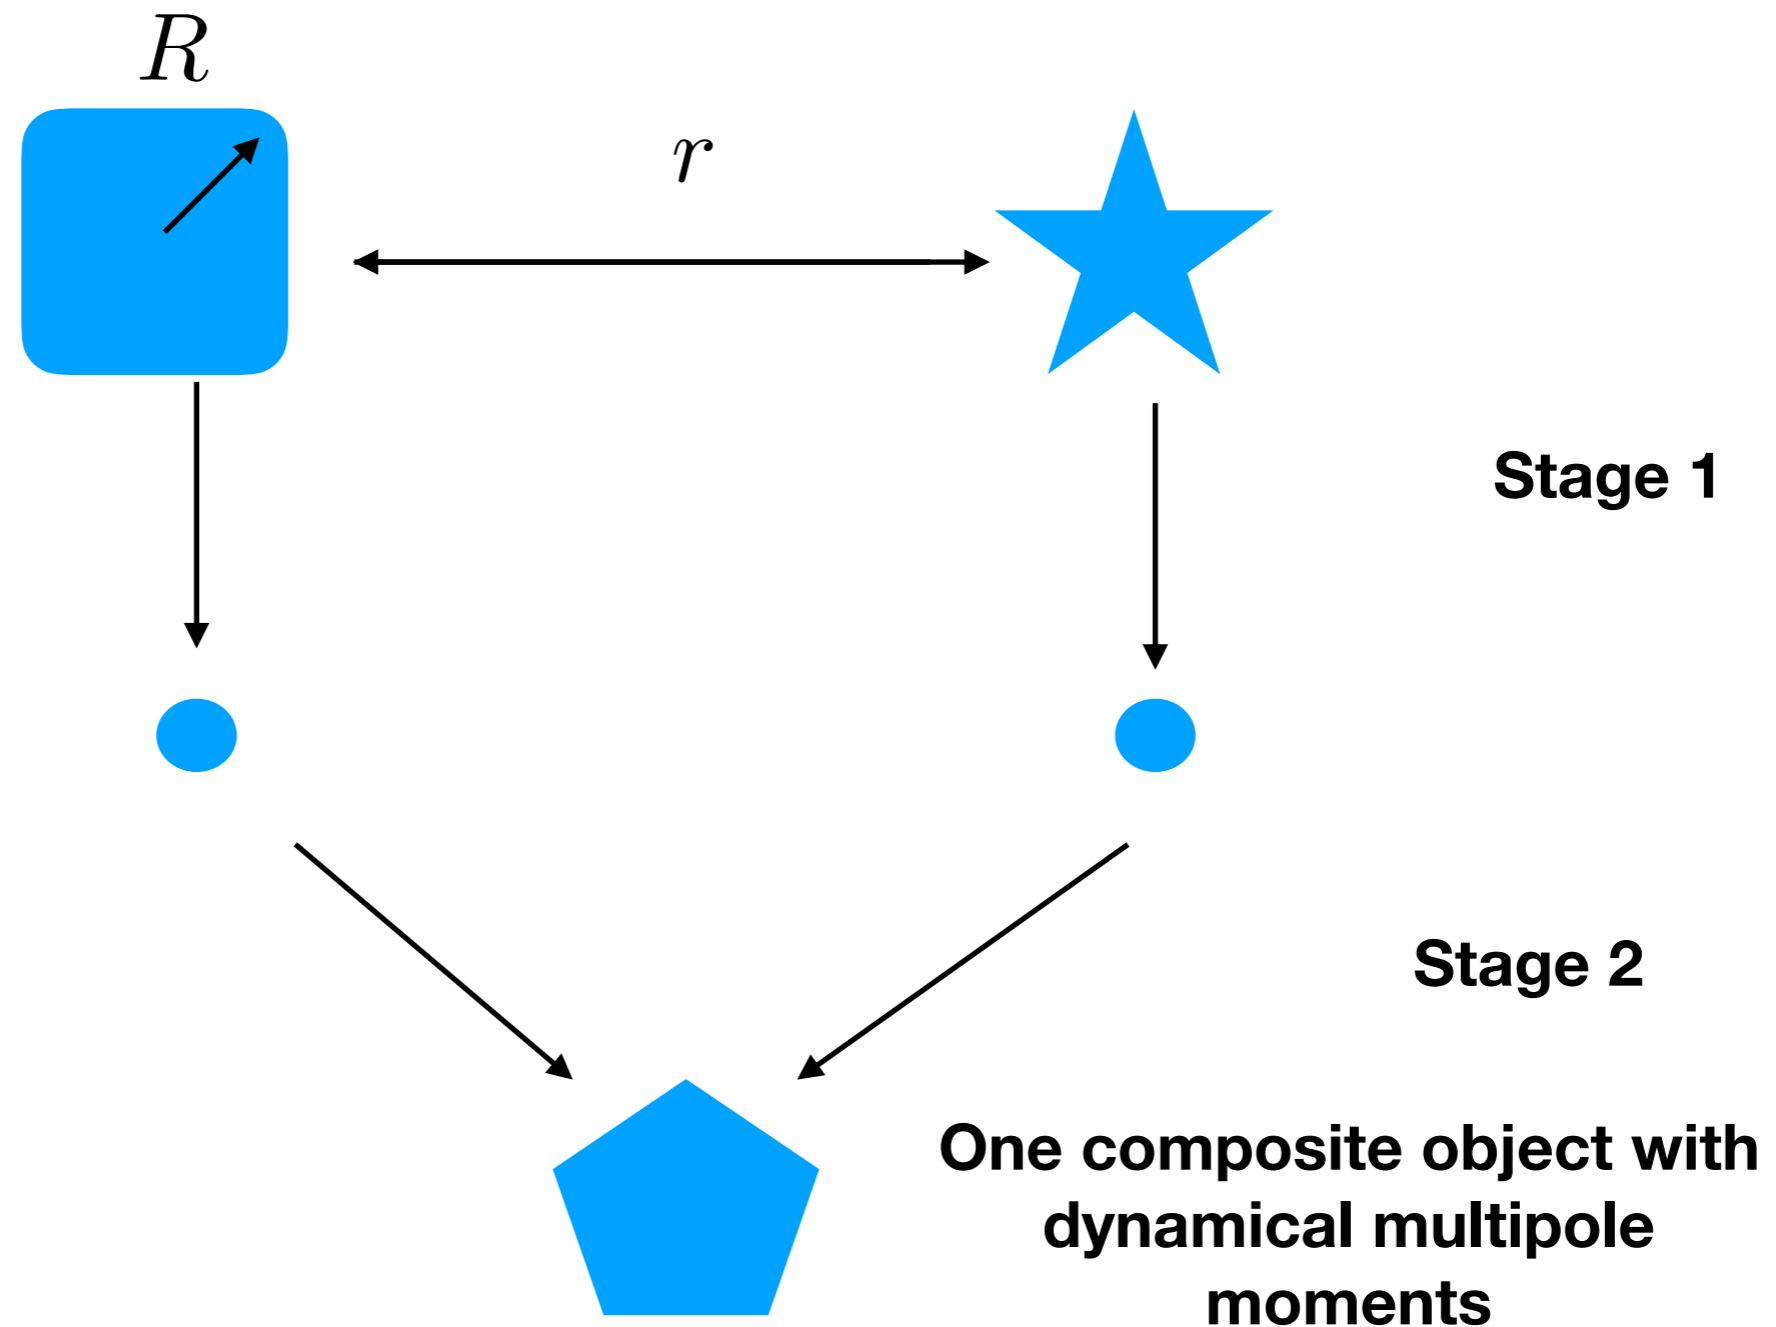 R
r
Stage 1
Stage 2
One composite object with
dynamical multipole
moments